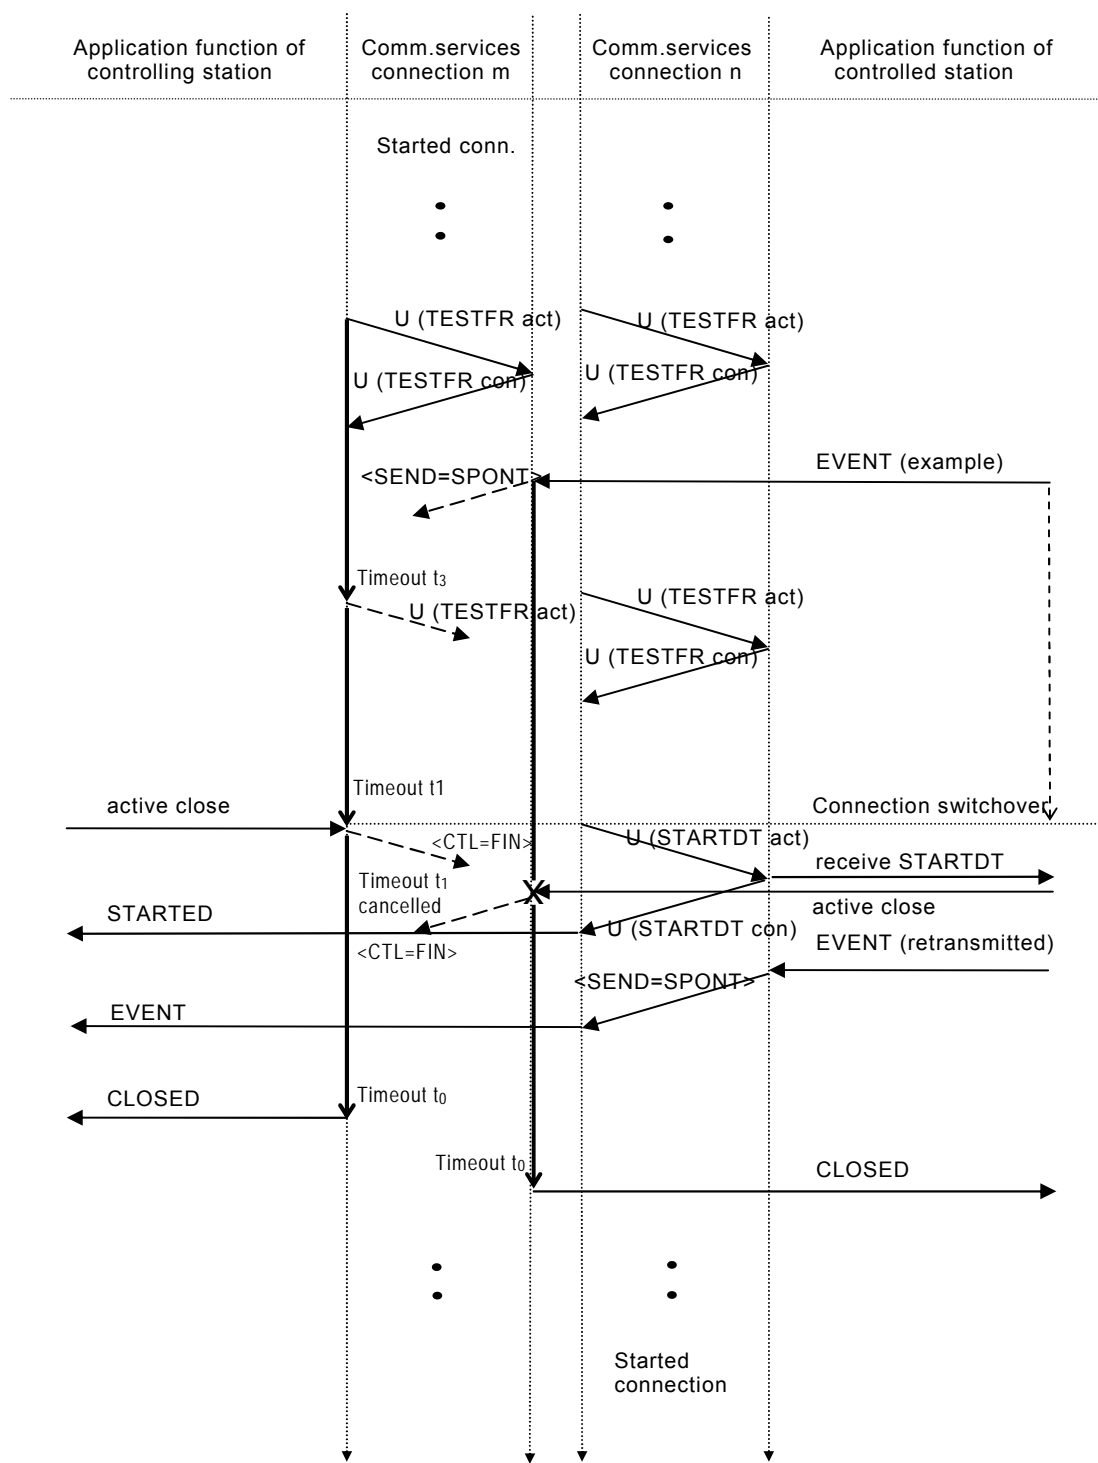 Application function of
controlling station
Comm.services
connection m
Comm.services
connection n
Application function of
controlled station
Started conn.
U (TESTFR act)
U (TESTFR act)
U (TESTFR con)
U (TESTFR con)
<SEND=SPONT>
EVENT (example)
Timeout t3
U (TESTFR act)
U (TESTFR act)
U (TESTFR con)
Timeout t1
active close
Connection switchover
<CTL=FIN>
U (STARTDT act)
receive STARTDT
Timeout t1
cancelled
X
active close
STARTED
U (STARTDT con)
EVENT (retransmitted)
<CTL=FIN>
<SEND=SPONT>
EVENT
CLOSED
Timeout t0
Timeout t0
CLOSED
Started
connection